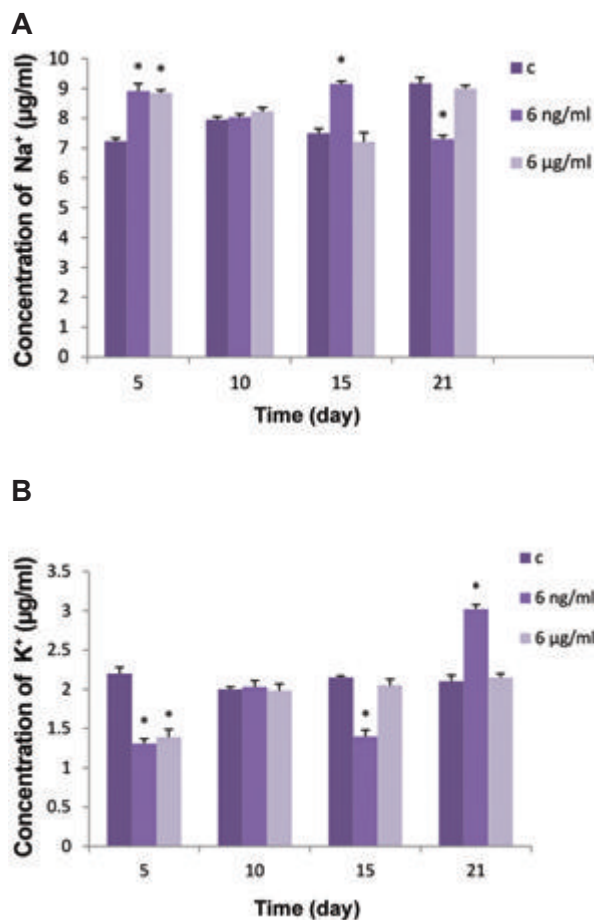 A
Concentration of Na⁺ (µg/ml)
10
9
8
7
6
5
4
3
2
1
0
* * * *
c
6 ng/ml
6 µg/ml
5 10 15 21
Time (day)
B
Concentration of K⁺ (µg/ml)
3.5
3
2.5
2
1.5
1
0.5
0
* * * *
c
6 ng/ml
6 µg/ml
5 10 15 21
Time (day)